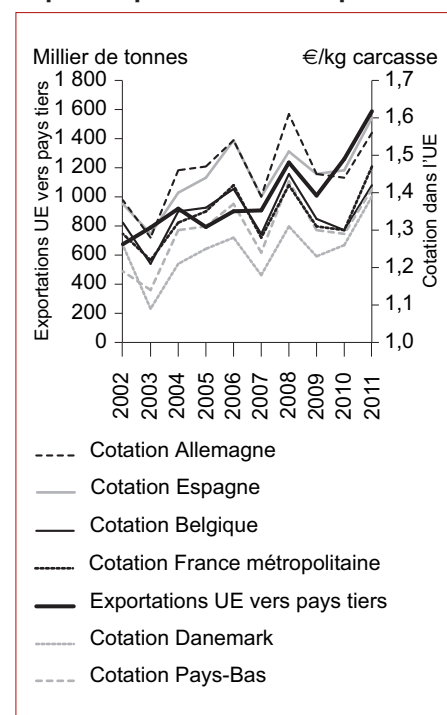 Millier de tonnes
€/kg carcasse
Exportations UE vers pays tiers
1 800
1 600
1 400
1 200
1 000
800
600
400
200
0
1,7
1,6
1,5
1,4
1,3
1,2
1,1
1,0
Cotation dans l'UE
2002
2003
2004
2005
2006
2007
2008
2009
2010
2011
Cotation Allemagne
Cotation Espagne
Cotation Belgique
Cotation France métropolitaine
Exportations UE vers pays tiers
Cotation Danemark
Cotation Pays-Bas